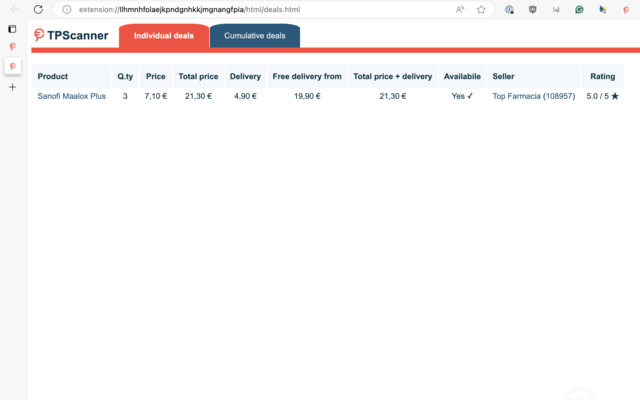 extension://llhmnhfolaejkpndgnhkkjmgnangfpia/html/deals.html
TPScanner Individual deals Cumulative deals
Product Q.ty Price Total price Delivery Free delivery from Total price + delivery Available Seller Rating
Sanofi Maalox Plus 3 7,10 € 21,30 € 4,90 € 19,90 € 21,30 € Yes ✓ Top Farmacia (108957) 5.0 / 5 ★